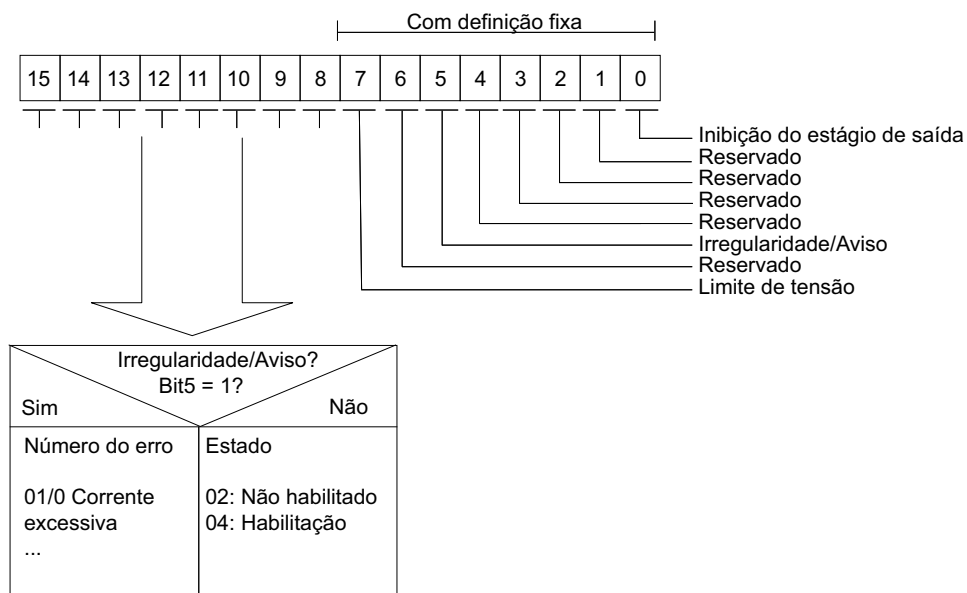 Com definição fixa
15 14 13 12 11 10 9 8 7 6 5 4 3 2 1 0
Inibição do estágio de saída
Reservado
Reservado
Reservado
Reservado
Irregularidade/Aviso
Reservado
Limite de tensão
Irregularidade/Aviso?
Bit5 = 1?
Sim
Não
Número do erro
01/0 Corrente
excessiva
...
Estado
02: Não habilitado
04: Habilitação